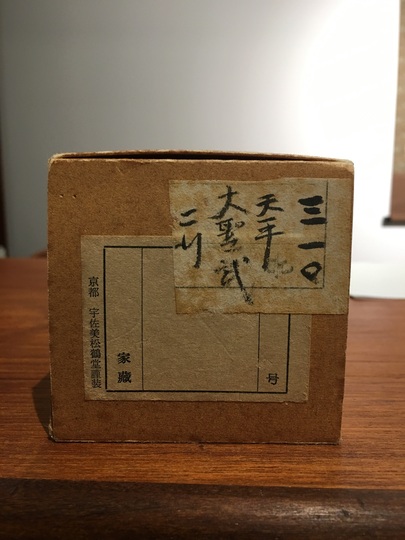 三一〇
天平
大聖武
二行
号
家蔵
京都 宇佐美松鶴堂謹装